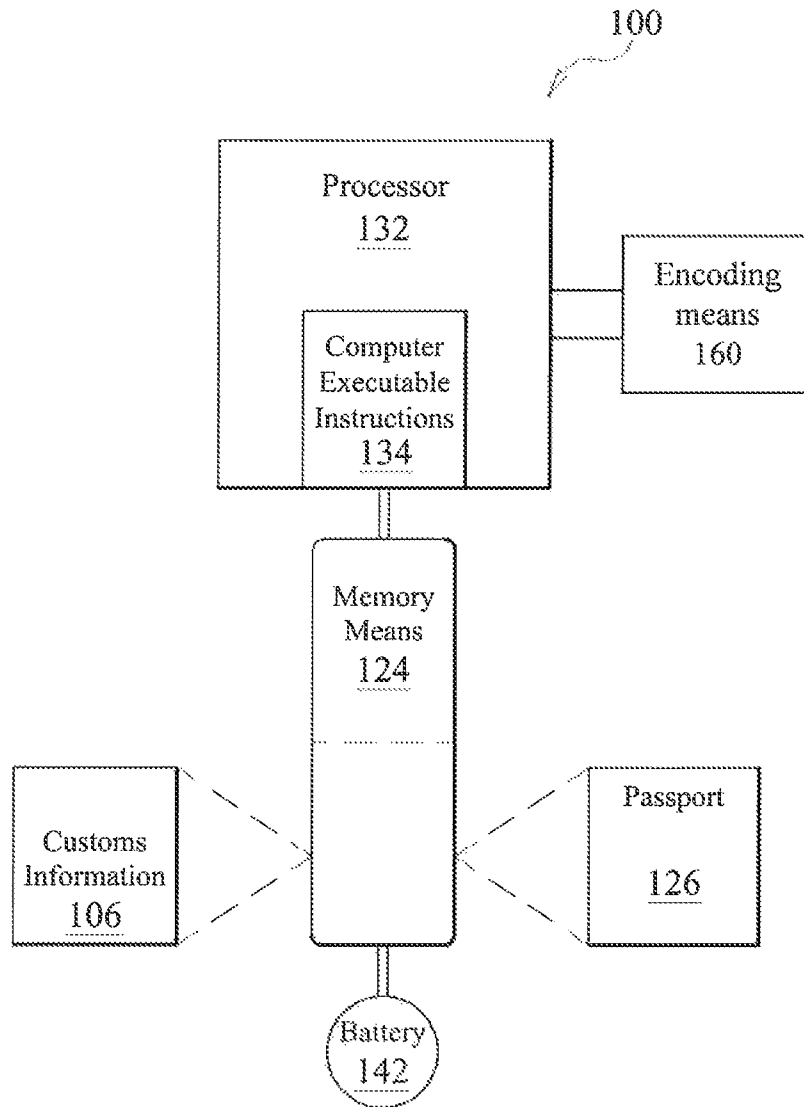 100
Processor
132
Encoding
means
160
Computer
Executable
Instructions
134
Memory
Means
124
Customs
Information
106
Passport
126
Battery
142